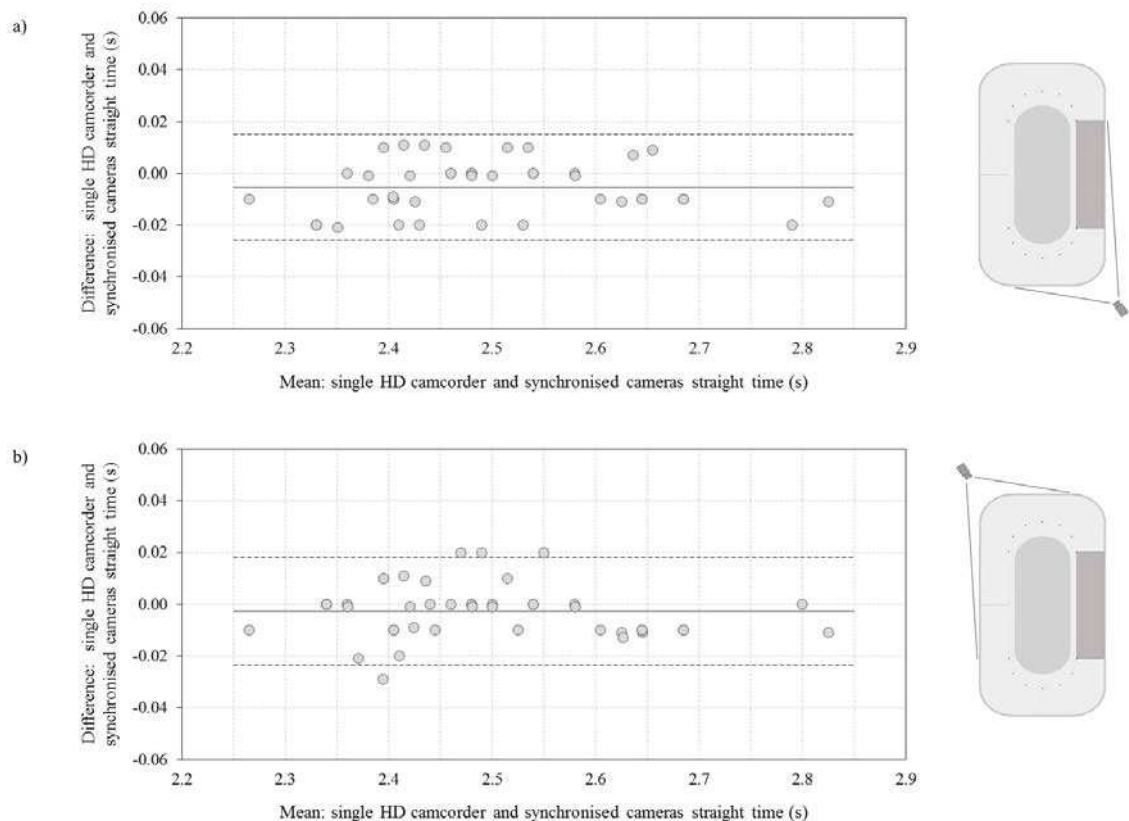 a)
Difference: single HD camcorder and
synchronised cameras straight time (s)
0.06
0.04
0.02
0.00
-0.02
-0.04
-0.06
2.2 2.3 2.4 2.5 2.6 2.7 2.8 2.9
Mean: single HD camcorder and synchronised cameras straight time (s)
b)
Difference: single HD camcorder and
synchronised cameras straight time (s)
0.06
0.04
0.02
0.00
-0.02
-0.04
-0.06
2.2 2.3 2.4 2.5 2.6 2.7 2.8 2.9
Mean: single HD camcorder and synchronised cameras straight time (s)